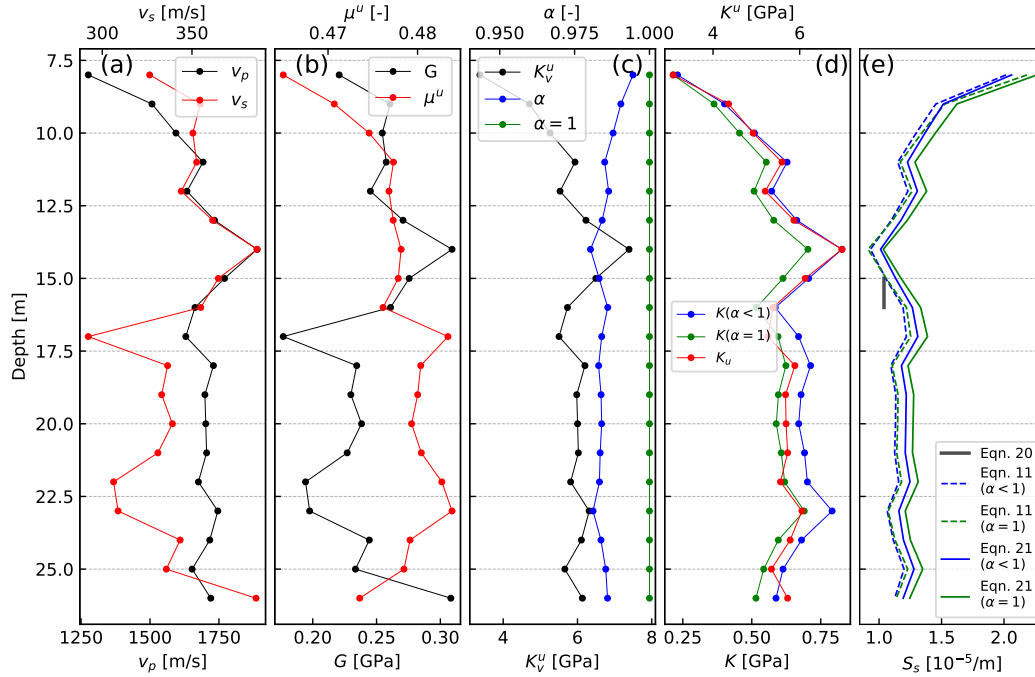 v_s [m/s]
μ^u [-]
α [-]
K^u [GPa]
300
350
0.47
0.48
0.950
0.975
1.000
4
6
Depth [m]
7.5
10.0
12.5
15.0
17.5
20.0
22.5
25.0
(a)
v_p
v_s
(b)
G
μ^u
(c)
K_v^u
α
α = 1
(d)
K(α < 1)
K(α = 1)
K_u
(e)
Eqn. 20
Eqn. 11
(α < 1)
Eqn. 11
(α = 1)
Eqn. 21
(α < 1)
Eqn. 21
(α = 1)
1250
1500
1750
0.20
0.25
0.30
4
6
8
0.25
0.50
0.75
1.0
1.5
2.0
v_p [m/s]
G [GPa]
K_v^u [GPa]
K [GPa]
S_s [10^-5/m]